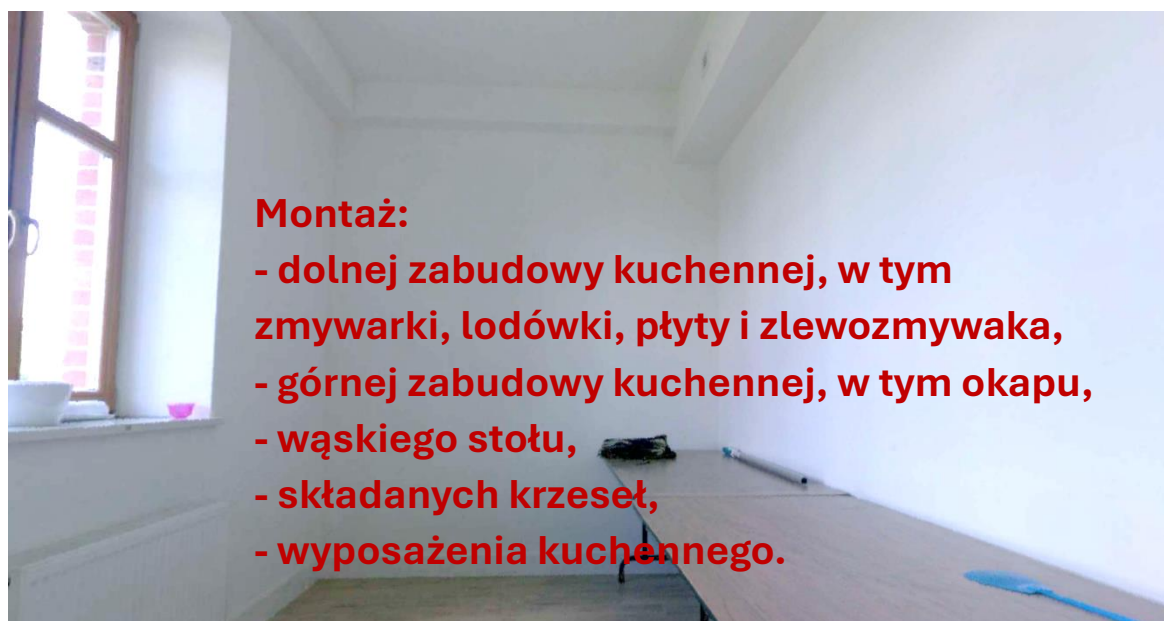 Montaż:
- dolnej zabudowy kuchennej, w tym
zmywarki, lodówki, płyty i zlewozmywaka,
- górnej zabudowy kuchennej, w tym okapu,
- wąskiego stołu,
- składanych krzeseł,
- wyposażenia kuchennego.